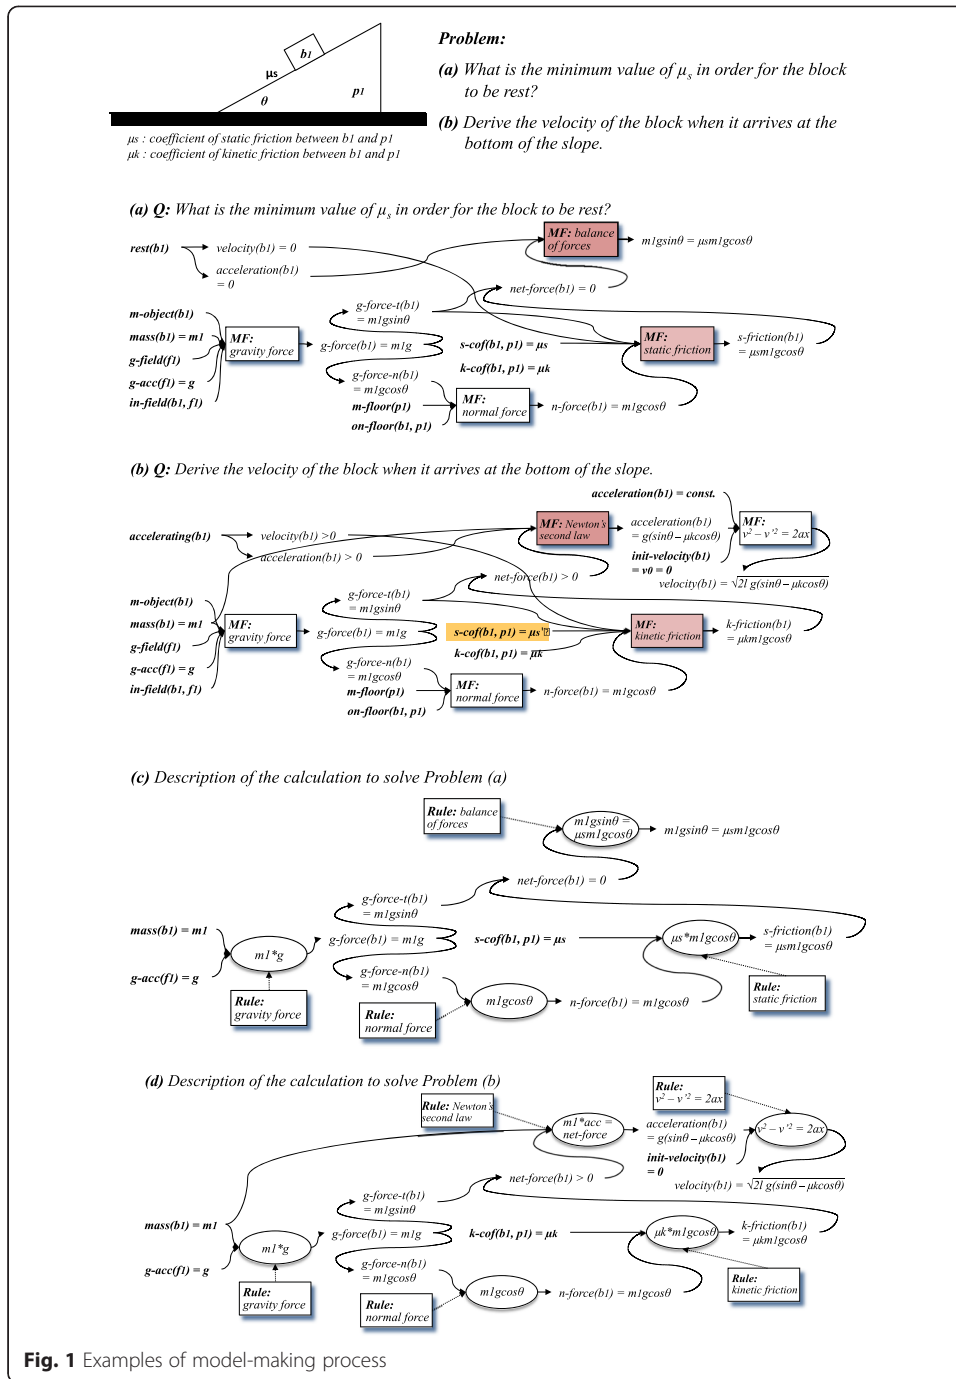 b1
μs
θ
p1
μs : coefficient of static friction between b1 and p1
μk : coefficient of kinetic friction between b1 and p1
Problem:
(a) What is the minimum value of μs in order for the block
to be rest?
(b) Derive the velocity of the block when it arrives at the
bottom of the slope.
(a) Q: What is the minimum value of μs in order for the block to be rest?
rest(b1)
velocity(b1) = 0
acceleration(b1)
= 0
MF: balance
of forces
m1gsinθ = μsm1gcosθ
net-force(b1) = 0
m-object(b1)
mass(b1) = m1
g-field(f1)
g-acc(f1) = g
in-field(b1, f1)
MF:
gravity force
g-force-t(b1)
= m1gsinθ
g-force(b1) = m1g
g-force-n(b1)
= m1gcosθ
s-cof(b1, p1) = μs
k-cof(b1, p1) = μk
m-floor(p1)
on-floor(b1, p1)
MF:
normal force
n-force(b1) = m1gcosθ
MF:
static friction
s-friction(b1)
= μsm1gcosθ
(b) Q: Derive the velocity of the block when it arrives at the bottom of the slope.
acceleration(b1) = const.
accelerating(b1)
velocity(b1) >0
acceleration(b1) > 0
MF: Newton's
second law
acceleration(b1)
= g(sinθ – μkcosθ)
init-velocity(b1)
= v0 = 0
MF:
v² – v'² = 2ax
velocity(b1) = √2l g(sinθ – μkcosθ)
net-force(b1) > 0
m-object(b1)
mass(b1) = m1
g-field(f1)
g-acc(f1) = g
in-field(b1, f1)
MF:
gravity force
g-force-t(b1)
= m1gsinθ
g-force(b1) = m1g
g-force-n(b1)
= m1gcosθ
s-cof(b1, p1) = μs'
k-cof(b1, p1) = μk
m-floor(p1)
on-floor(b1, p1)
MF:
normal force
n-force(b1) = m1gcosθ
MF:
kinetic friction
k-friction(b1)
= μkm1gcosθ
(c) Description of the calculation to solve Problem (a)
Rule: balance
of forces
m1gsinθ =
μsm1gcosθ
m1gsinθ = μsm1gcosθ
net-force(b1) = 0
g-force-t(b1)
= m1gsinθ
mass(b1) = m1
g-acc(f1) = g
m1*g
g-force(b1) = m1g
g-force-n(b1)
= m1gcosθ
s-cof(b1, p1) = μs
μs*m1gcosθ
s-friction(b1)
= μsm1gcosθ
Rule:
gravity force
Rule:
normal force
m1gcosθ
n-force(b1) = m1gcosθ
Rule:
static friction
(d) Description of the calculation to solve Problem (b)
Rule: Newton's
second law
m1*acc =
net-force
Rule:
v² – v'² = 2ax
acceleration(b1)
= g(sinθ – μkcosθ)
init-velocity(b1)
= 0
v² – v'² = 2ax
velocity(b1) = √2l g(sinθ – μkcosθ)
net-force(b1) > 0
g-force-t(b1)
= m1gsinθ
mass(b1) = m1
g-acc(f1) = g
m1*g
g-force(b1) = m1g
g-force-n(b1)
= m1gcosθ
k-cof(b1, p1) = μk
μk*m1gcosθ
k-friction(b1)
= μkm1gcosθ
Rule:
gravity force
Rule:
normal force
m1gcosθ
n-force(b1) = m1gcosθ
Rule:
kinetic friction
Fig. 1 Examples of model-making process